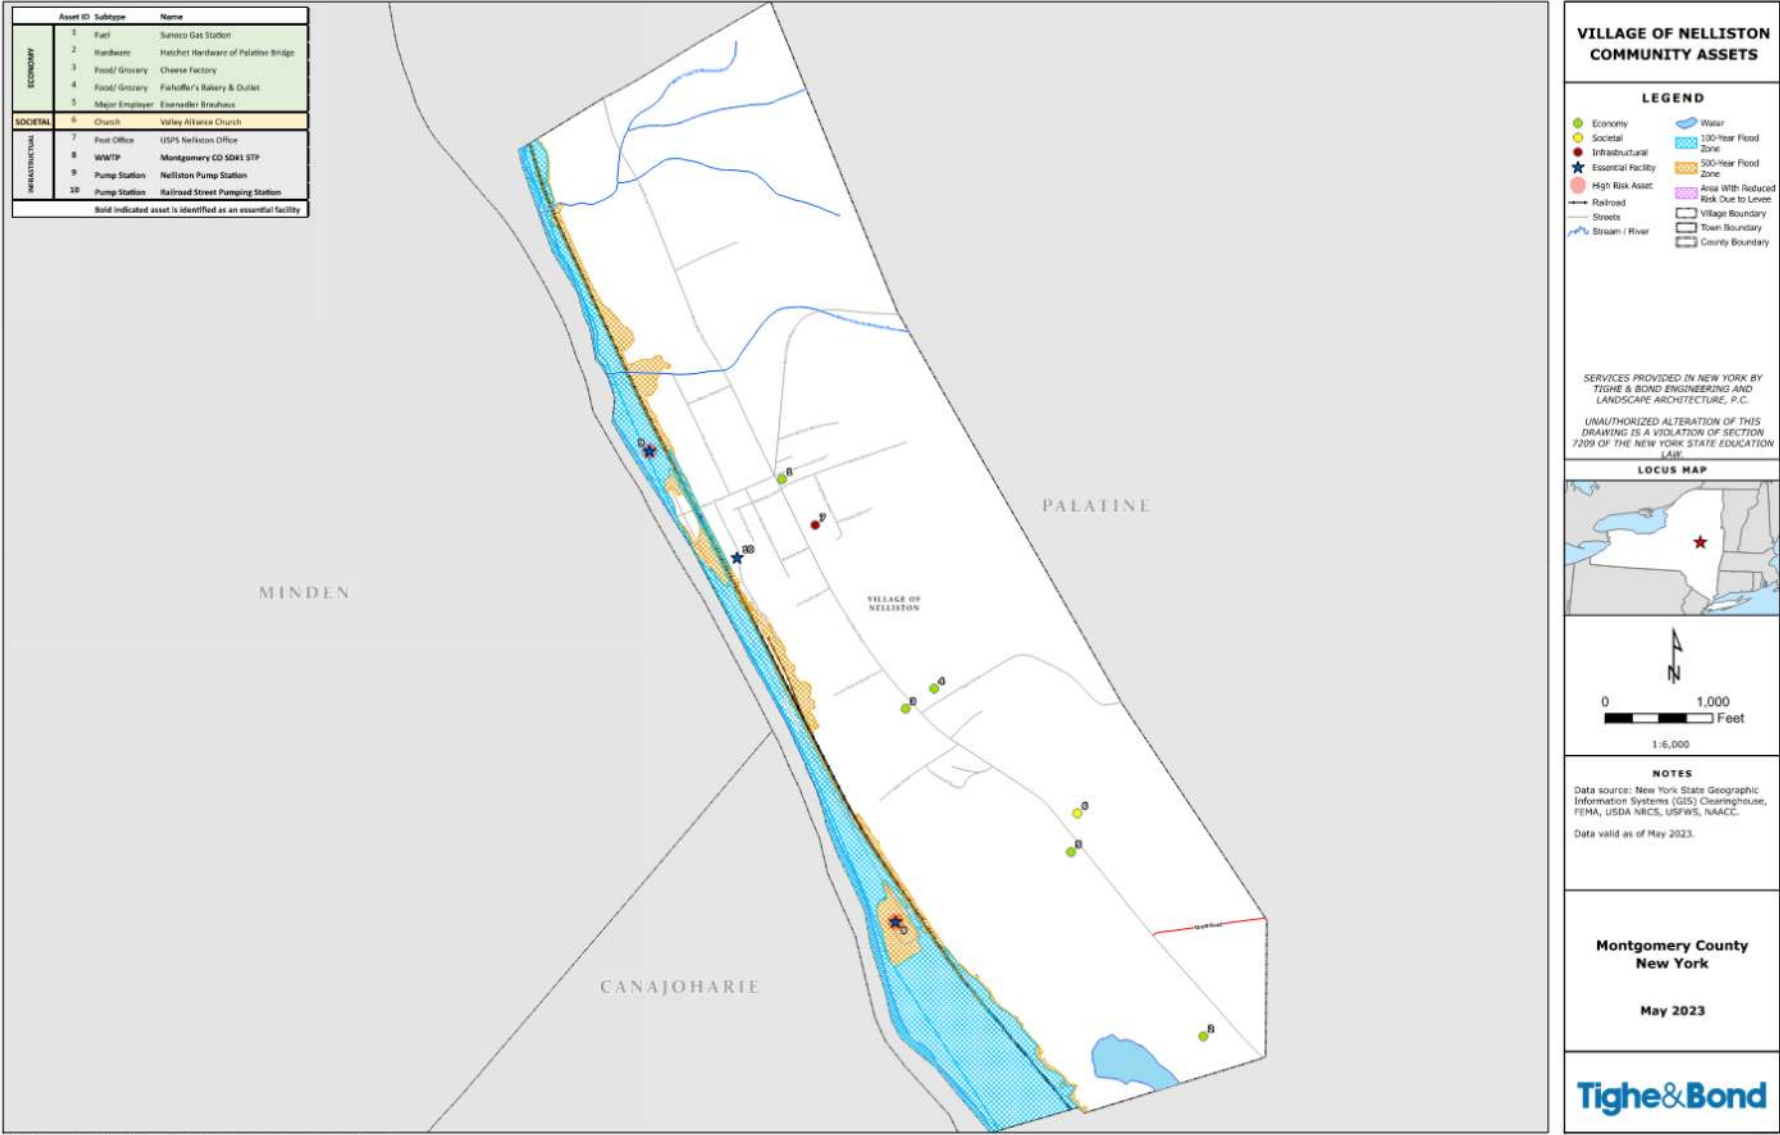 Asset ID Subtype Name
ECONOMY
1 Fuel Sunoco Gas Station
2 Hardware Hatchet Hardware of Palatine Bridge
3 Food/ Grocery Cheese Factory
4 Food/ Grocery Fiehoffer's Bakery & Outlet
5 Major Employer Eisenadler Brauhaus
SOCIETAL 6 Church Valley Alliance Church
INFRASTRUCTURAL
7 Post Office USPS Nelliston Office
8 WWTP Montgomery CO SD#1 STP
9 Pump Station Nelliston Pump Station
10 Pump Station Railroad Street Pumping Station
Bold indicated asset is identified as an essential facility
MINDEN
PALATINE
CANAJOHARIE
VILLAGE OF
NELLISTON
7
10
4
VILLAGE OF NELLISTON
COMMUNITY ASSETS
LEGEND
Economy
Societal
Infrastructural
Essential Facility
High Risk Asset
Railroad
Streets
Stream / River
Water
100-Year Flood
Zone
500-Year Flood
Zone
Area With Reduced
Risk Due to Levee
Village Boundary
Town Boundary
County Boundary
SERVICES PROVIDED IN NEW YORK BY
TIGHE & BOND ENGINEERING AND
LANDSCAPE ARCHITECTURE, P.C.
UNAUTHORIZED ALTERATION OF THIS
DRAWING IS A VIOLATION OF SECTION
7209 OF THE NEW YORK STATE EDUCATION
LAW.
LOCUS MAP
N
0 1,000
Feet
1:6,000
NOTES
Data source: New York State Geographic
Information Systems (GIS) Clearinghouse,
FEMA, USDA NRCS, USFWS, NAACC.
Data valid as of May 2023.
Montgomery County
New York
May 2023
Tighe&Bond